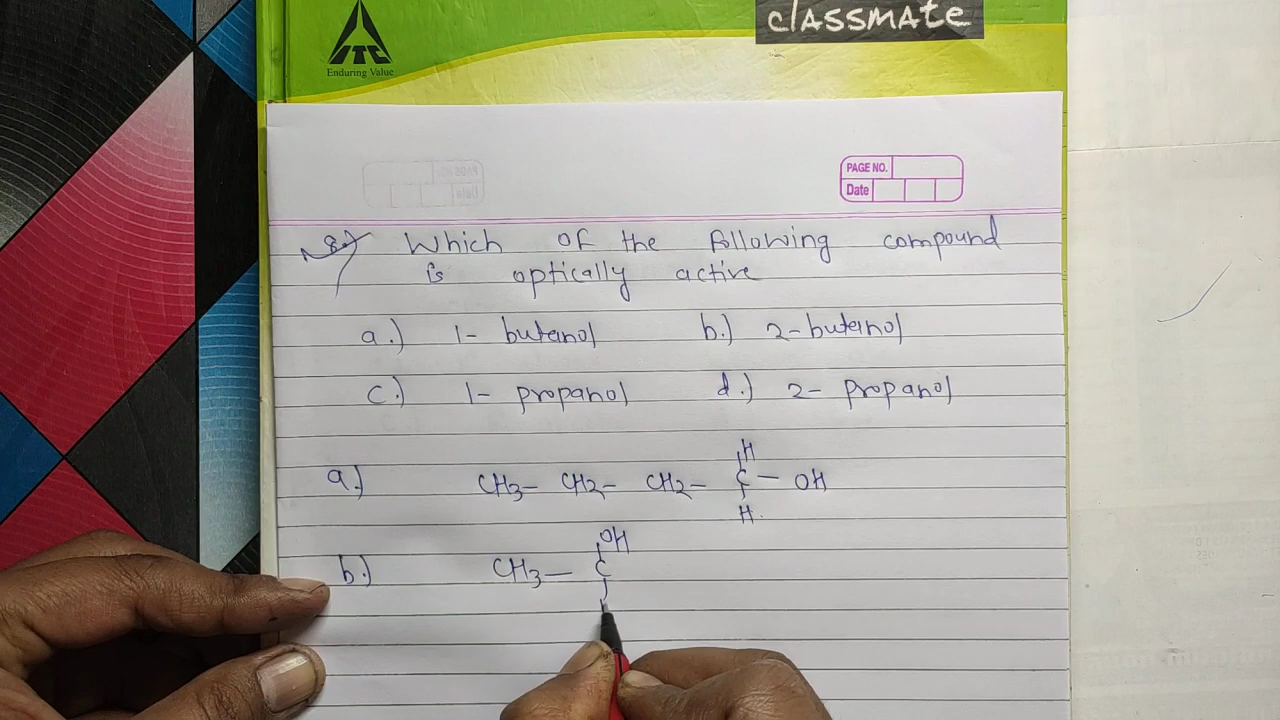 classmate
ITC
Enduring Value
PAGE NO.
Date
Which of the following compound
is optically active
a.) 1- butanol b.) 2-butanol
c.) 1- propanol d.) 2- propanol
H
a.) CH3- CH2- CH2- C - OH
H
OH
b.) CH3 - C